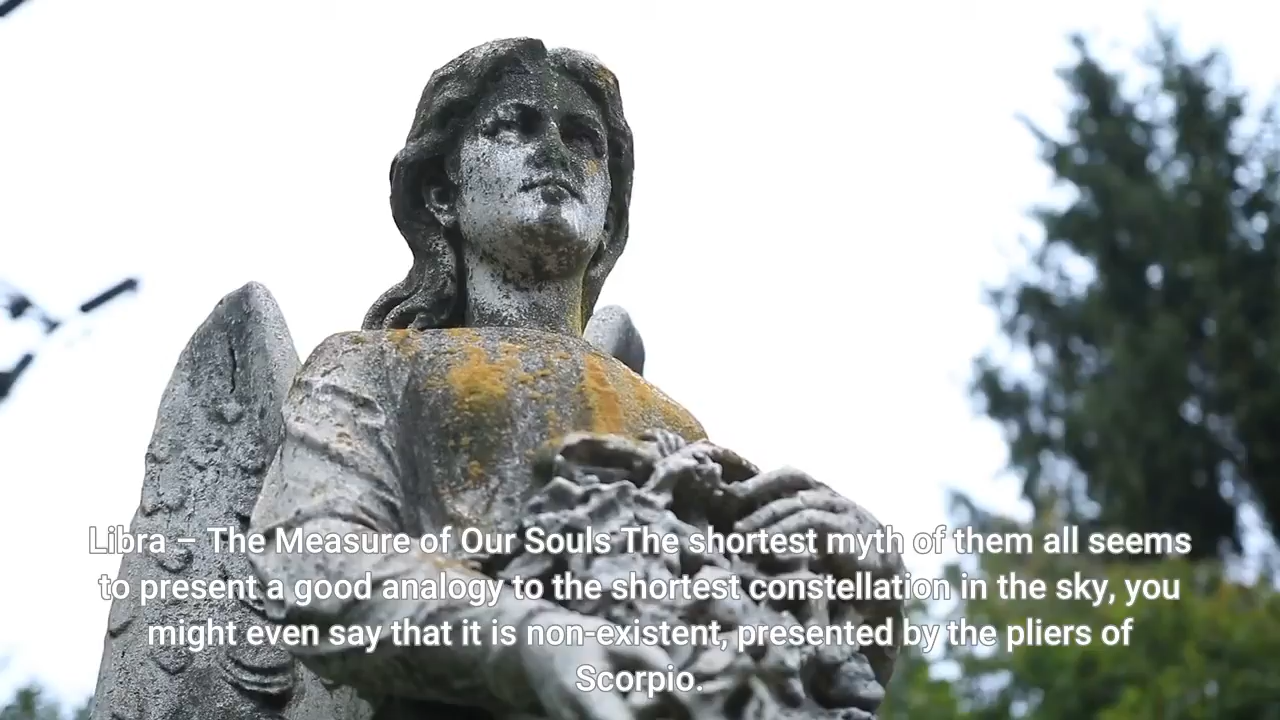 Libra – The Measure of Our Souls The shortest myth of them all seems
to present a good analogy to the shortest constellation in the sky, you
might even say that it is non-existent, presented by the pliers of
Scorpio.